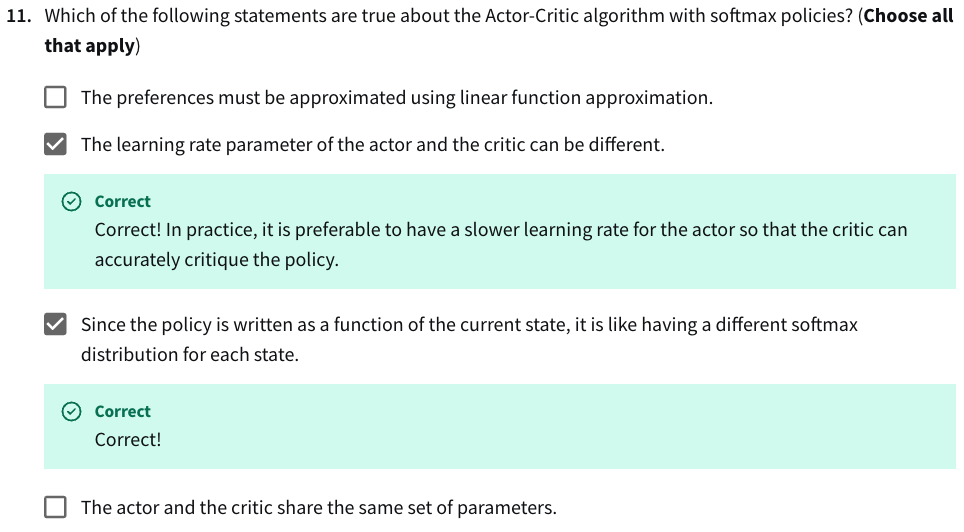 11. Which of the following statements are true about the Actor-Critic algorithm with softmax policies? (Choose all
that apply)
The preferences must be approximated using linear function approximation.
The learning rate parameter of the actor and the critic can be different.
Correct
Correct! In practice, it is preferable to have a slower learning rate for the actor so that the critic can
accurately critique the policy.
Since the policy is written as a function of the current state, it is like having a different softmax
distribution for each state.
Correct
Correct!
The actor and the critic share the same set of parameters.